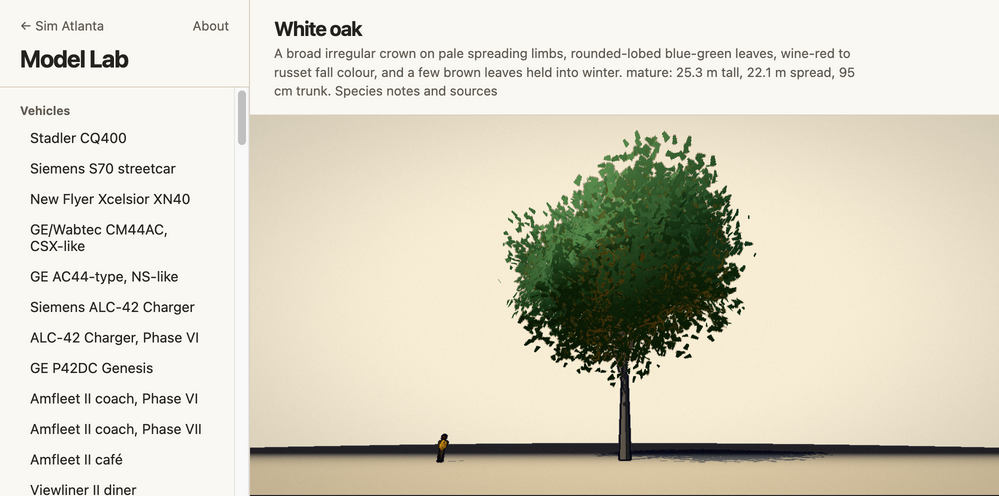 ← Sim Atlanta
About
Model Lab
Vehicles
Stadler CQ400
Siemens S70 streetcar
New Flyer Xcelsior XN40
GE/Wabtec CM44AC,
CSX-like
GE AC44-type, NS-like
Siemens ALC-42 Charger
ALC-42 Charger, Phase VI
GE P42DC Genesis
Amfleet II coach, Phase VI
Amfleet II coach, Phase VII
Amfleet II café
Viewliner II diner
White oak
A broad irregular crown on pale spreading limbs, rounded-lobed blue-green leaves, wine-red to
russet fall colour, and a few brown leaves held into winter. mature: 25.3 m tall, 22.1 m spread, 95
cm trunk. Species notes and sources